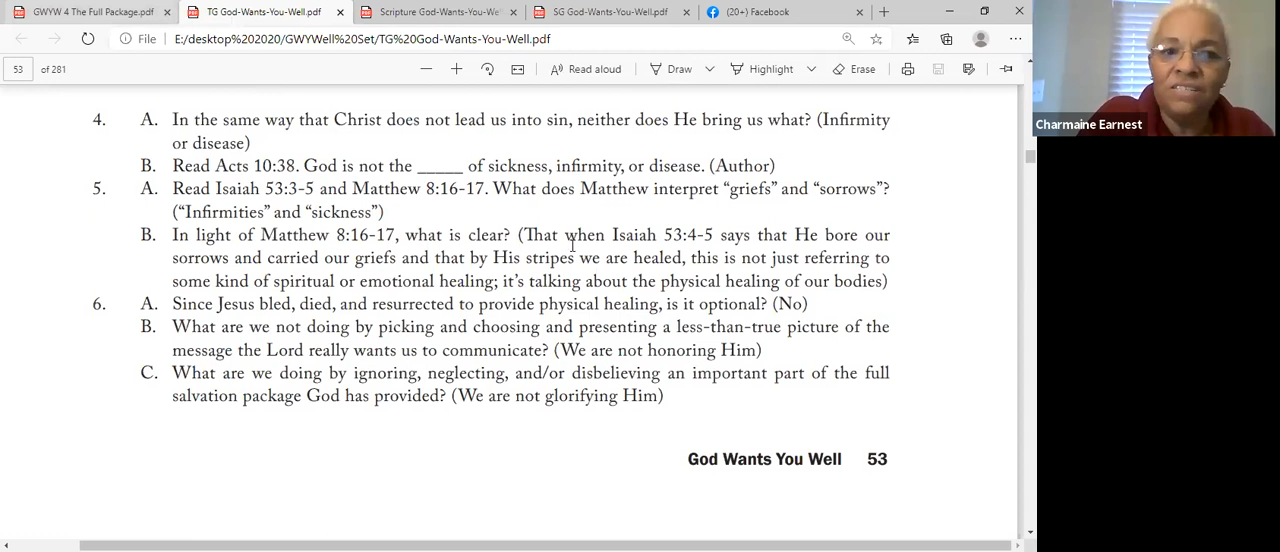 GWYW 4 The Full Package.pdf
TG God-Wants-You-Well.pdf
Scripture God-Wants-You-We
SG God-Wants-You-Well.pdf
(20+) Facebook
File
E:/desktop%202020/GWYWell%20Set/TG%20God-Wants-You-Well.pdf
53 of 281
Read aloud
Draw
Highlight
Erase
Charmaine Earnest
4. A. In the same way that Christ does not lead us into sin, neither does He bring us what? (Infirmity
or disease)
B. Read Acts 10:38. God is not the _____ of sickness, infirmity, or disease. (Author)
5. A. Read Isaiah 53:3-5 and Matthew 8:16-17. What does Matthew interpret “griefs” and “sorrows”?
(“Infirmities” and “sickness”)
B. In light of Matthew 8:16-17, what is clear? (That when Isaiah 53:4-5 says that He bore our
sorrows and carried our griefs and that by His stripes we are healed, this is not just referring to
some kind of spiritual or emotional healing; it’s talking about the physical healing of our bodies)
6. A. Since Jesus bled, died, and resurrected to provide physical healing, is it optional? (No)
B. What are we not doing by picking and choosing and presenting a less-than-true picture of the
message the Lord really wants us to communicate? (We are not honoring Him)
C. What are we doing by ignoring, neglecting, and/or disbelieving an important part of the full
salvation package God has provided? (We are not glorifying Him)
God Wants You Well 53